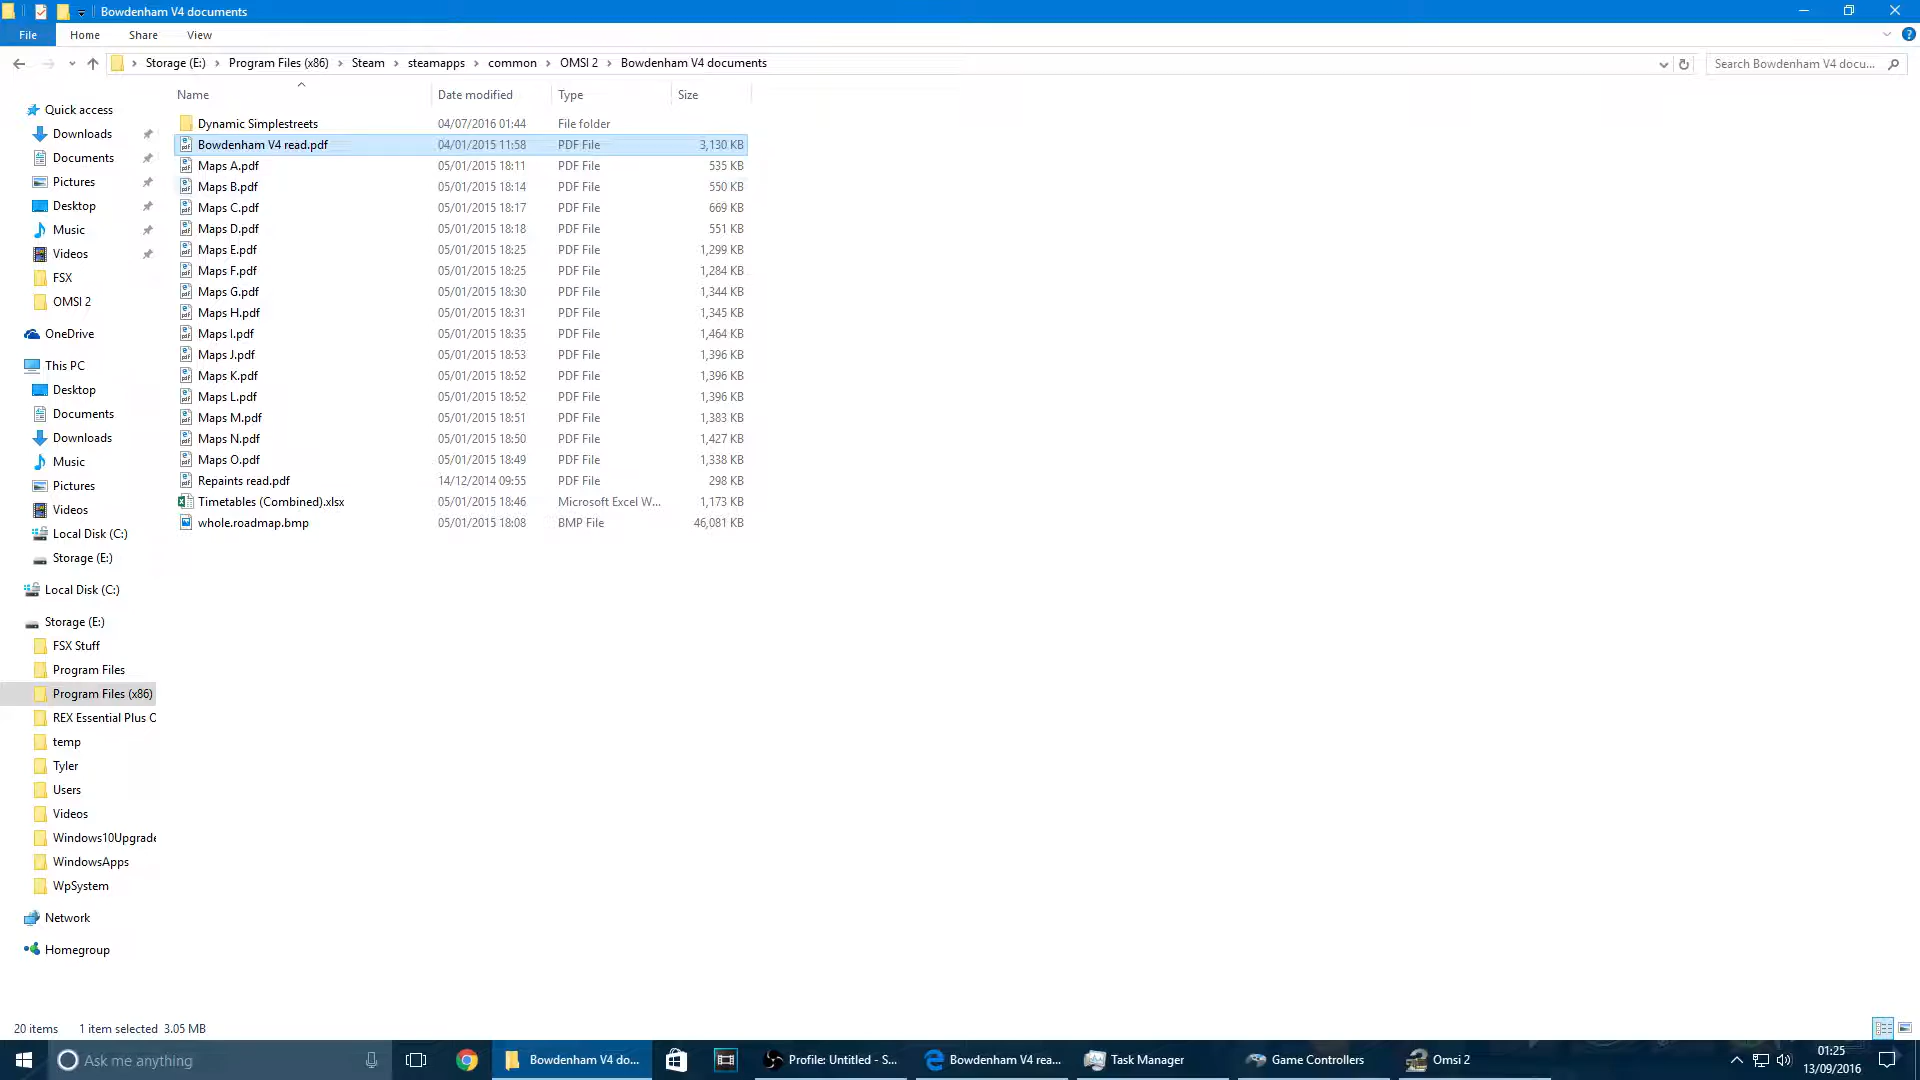 Bowdenham V4 documents
File Home Share View
Storage (E:) Program Files (x86) Steam steamapps common OMSI 2 Bowdenham V4 documents Search Bowdenham V4 docu...
Name Date modified Type Size
Dynamic Simplestreets 04/07/2016 01:44 File folder
Bowdenham V4 read.pdf 04/01/2015 11:58 PDF File 3,130 KB
Maps A.pdf 05/01/2015 18:11 PDF File 535 KB
Maps B.pdf 05/01/2015 18:14 PDF File 550 KB
Maps C.pdf 05/01/2015 18:17 PDF File 669 KB
Maps D.pdf 05/01/2015 18:18 PDF File 551 KB
Maps E.pdf 05/01/2015 18:25 PDF File 1,299 KB
Maps F.pdf 05/01/2015 18:25 PDF File 1,284 KB
Maps G.pdf 05/01/2015 18:30 PDF File 1,344 KB
Maps H.pdf 05/01/2015 18:31 PDF File 1,345 KB
Maps I.pdf 05/01/2015 18:35 PDF File 1,464 KB
Maps J.pdf 05/01/2015 18:53 PDF File 1,396 KB
Maps K.pdf 05/01/2015 18:52 PDF File 1,396 KB
Maps L.pdf 05/01/2015 18:52 PDF File 1,396 KB
Maps M.pdf 05/01/2015 18:51 PDF File 1,383 KB
Maps N.pdf 05/01/2015 18:50 PDF File 1,427 KB
Maps O.pdf 05/01/2015 18:49 PDF File 1,338 KB
Repaints read.pdf 14/12/2014 09:55 PDF File 298 KB
Timetables (Combined).xlsx 05/01/2015 18:46 Microsoft Excel W... 1,173 KB
whole.roadmap.bmp 05/01/2015 18:08 BMP File 46,081 KB
Quick access
Downloads
Documents
Pictures
Desktop
Music
Videos
FSX
OMSI 2
OneDrive
This PC
Desktop
Documents
Downloads
Music
Pictures
Videos
Local Disk (C:)
Storage (E:)
Local Disk (C:)
Storage (E:)
FSX Stuff
Program Files
Program Files (x86)
REX Essential Plus O
temp
Tyler
Users
Videos
Windows10Upgrade
WindowsApps
WpSystem
Network
Homegroup
20 items 1 item selected 3.05 MB
Ask me anything Bowdenham V4 do... Profile: Untitled - S... Bowdenham V4 rea... Task Manager Game Controllers Omsi 2 01:25
13/09/2016